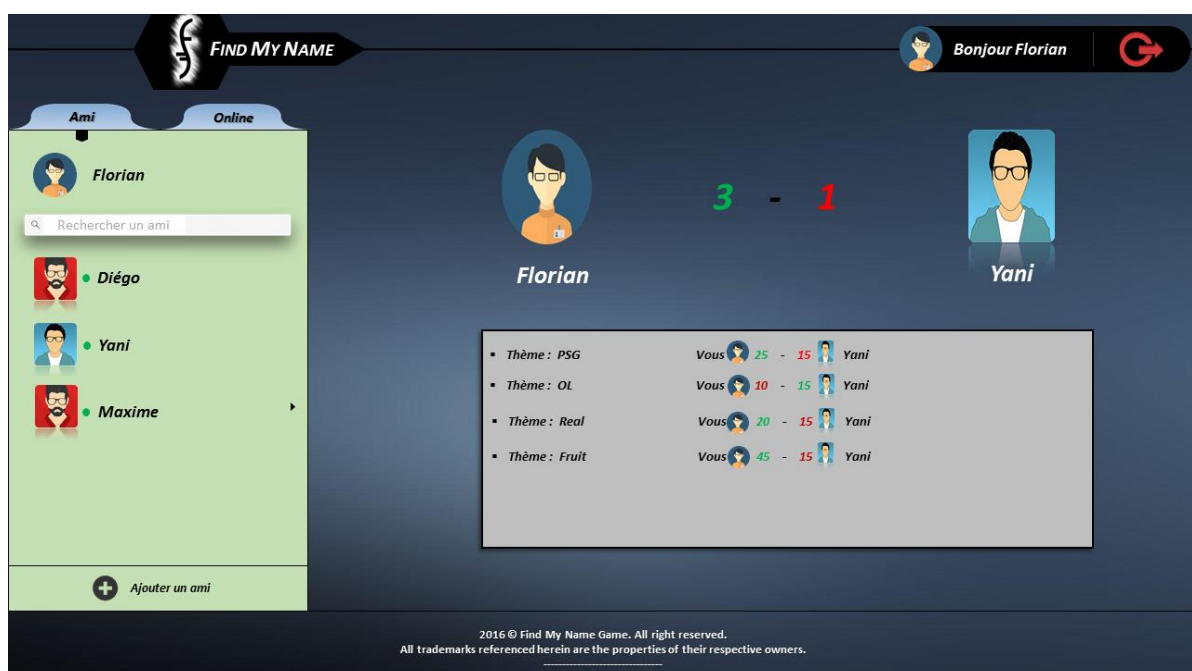 FIND MY NAME
Bonjour Florian
Ami
Online
Florian
Rechercher un ami
Diégo
Yani
Maxime
Ajouter un ami
3 - 1
Florian
Yani
Thème : PSG Vous 25 - 15 Yani
Thème : OL Vous 10 - 15 Yani
Thème : Real Vous 20 - 15 Yani
Thème : Fruit Vous 45 - 15 Yani
2016 © Find My Name Game. All right reserved.
All trademarks referenced herein are the properties of their respective owners.
--------------------------------